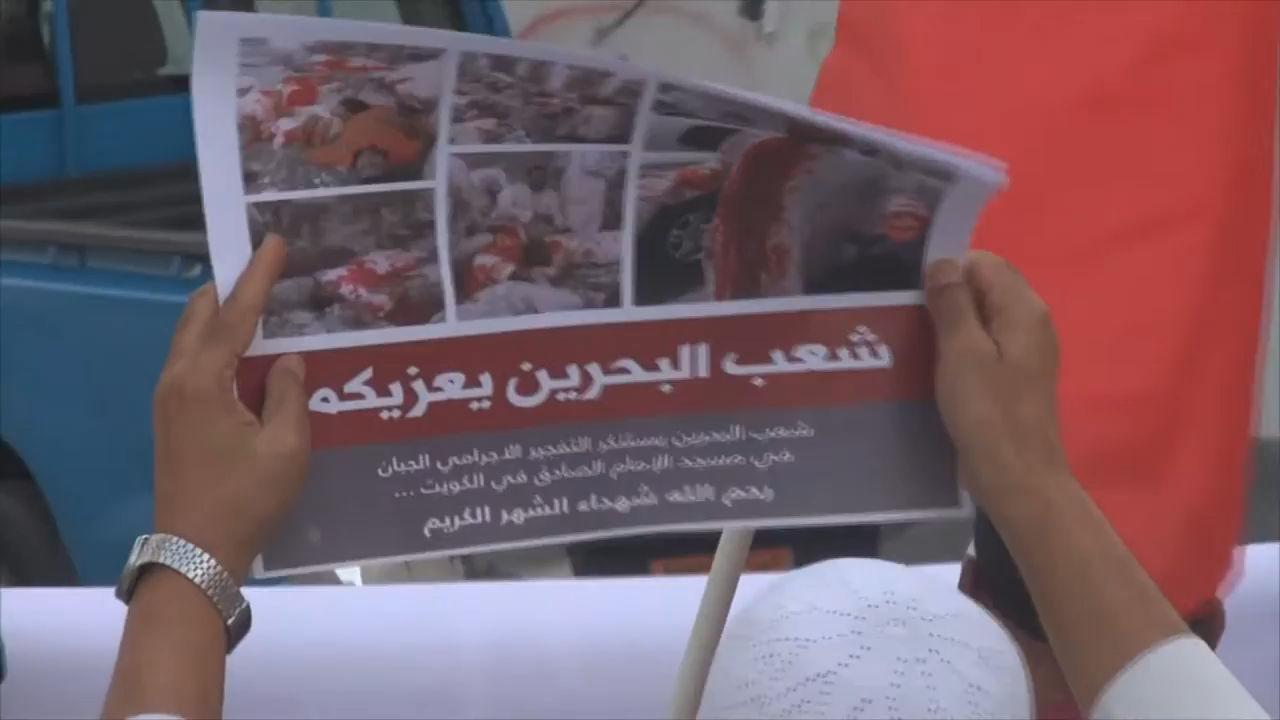 شعب البحرين يعزيكم
شعب البحرين يستنكر التفجير الاجرامي الجبان
في مسجد الإمام الصادق في الكويت ...
رحم الله شهداء الشهر الكريم